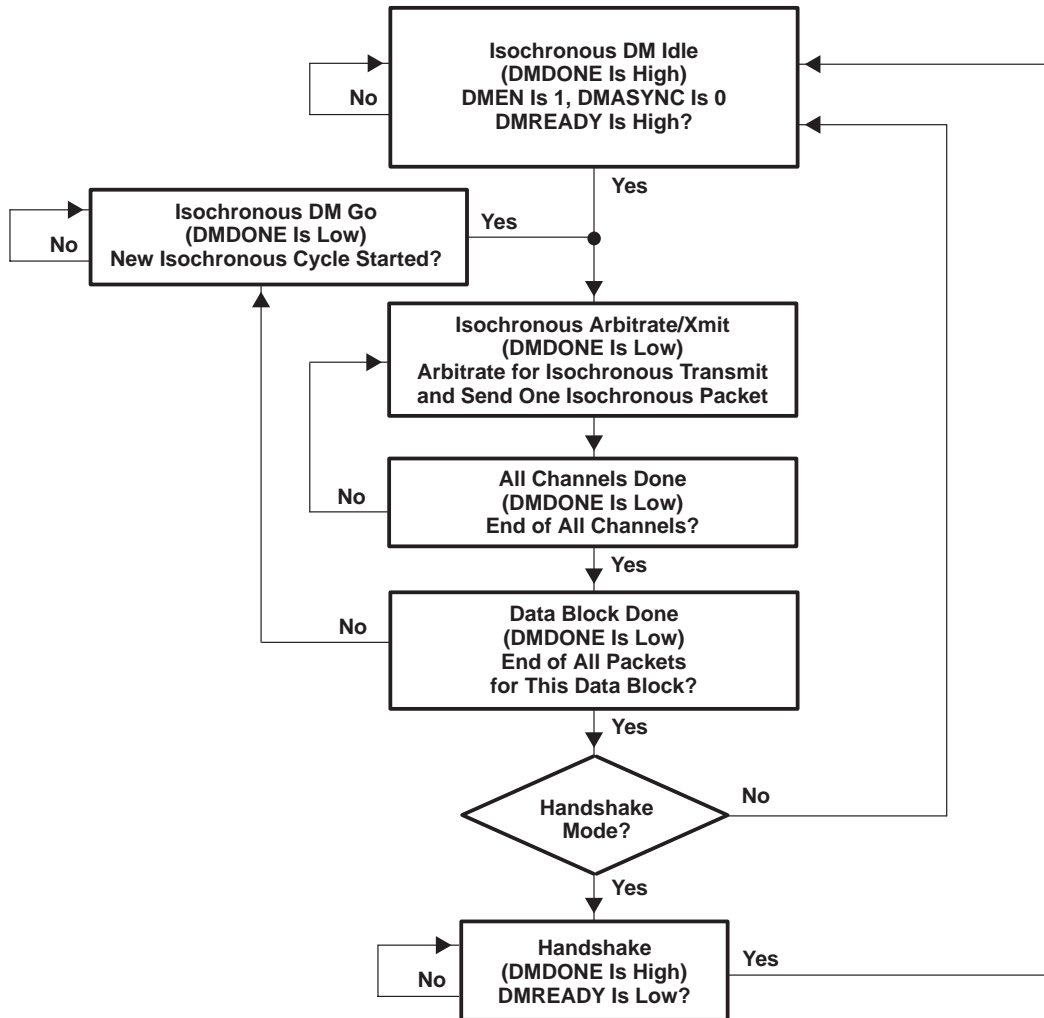 Isochronous DM Idle
(DMDONE Is High)
DMEN Is 1, DMASYNC Is 0
DMREADY Is High?
No
Yes
Isochronous DM Go
(DMDONE Is Low)
New Isochronous Cycle Started?
No
Yes
Isochronous Arbitrate/Xmit
(DMDONE Is Low)
Arbitrate for Isochronous Transmit
and Send One Isochronous Packet
All Channels Done
(DMDONE Is Low)
End of All Channels?
No
Yes
Data Block Done
(DMDONE Is Low)
End of All Packets
for This Data Block?
No
Yes
Handshake
Mode?
No
Yes
Handshake
(DMDONE Is High)
DMREADY Is Low?
No
Yes